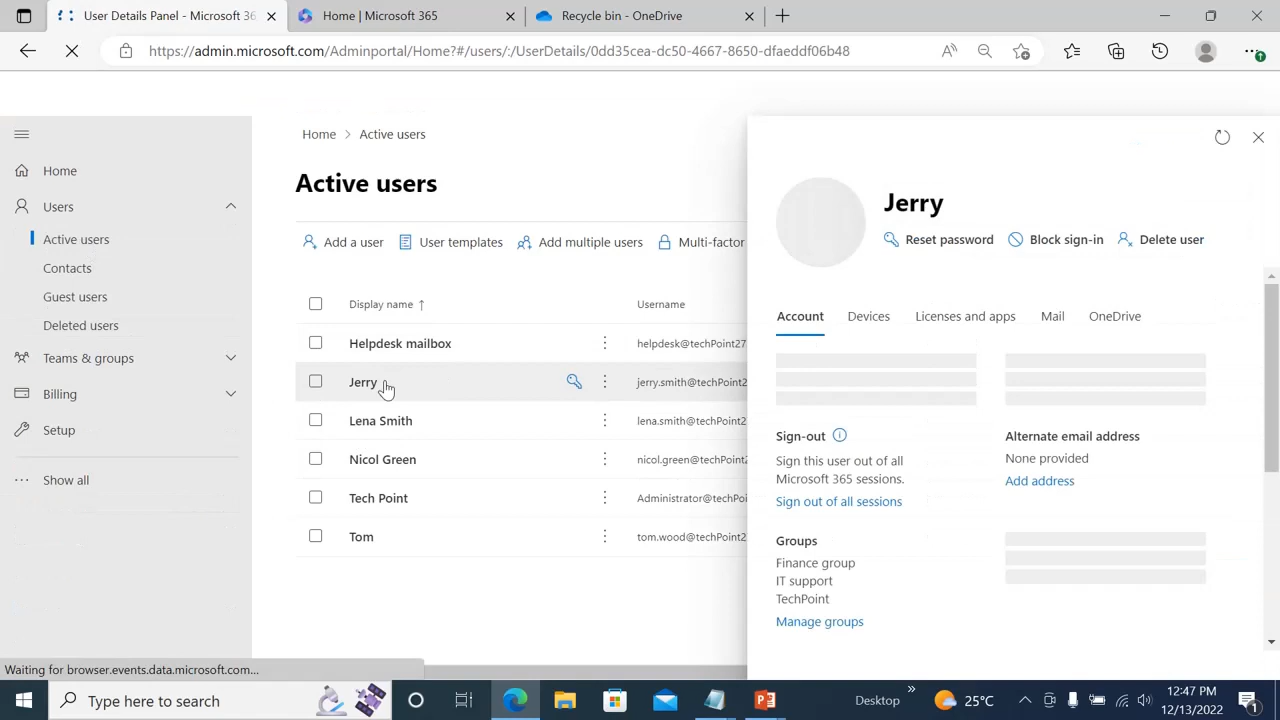 User Details Panel - Microsoft 36
Home | Microsoft 365
Recycle bin - OneDrive
https://admin.microsoft.com/Adminportal/Home?#/users/:/UserDetails/0dd35cea-dc50-4667-8650-dfaeddf06b48
Home
Users
Active users
Contacts
Guest users
Deleted users
Teams & groups
Billing
Setup
Show all
Home > Active users
Active users
Add a user User templates Add multiple users Multi-factor
Display name ↑ Username
Helpdesk mailbox helpdesk@techPoint27
Jerry jerry.smith@techPoint2
Lena Smith lena.smith@techPoint2
Nicol Green nicol.green@techPoint
Tech Point Administrator@techPoi
Tom tom.wood@techPoint2
Jerry
Reset password Block sign-in Delete user
Account Devices Licenses and apps Mail OneDrive
Sign-out
Sign this user out of all
Microsoft 365 sessions.
Sign out of all sessions
Alternate email address
None provided
Add address
Groups
Finance group
IT support
TechPoint
Manage groups
Waiting for browser.events.data.microsoft.com...
Type here to search
Desktop
25°C
12:47 PM
12/13/2022
1